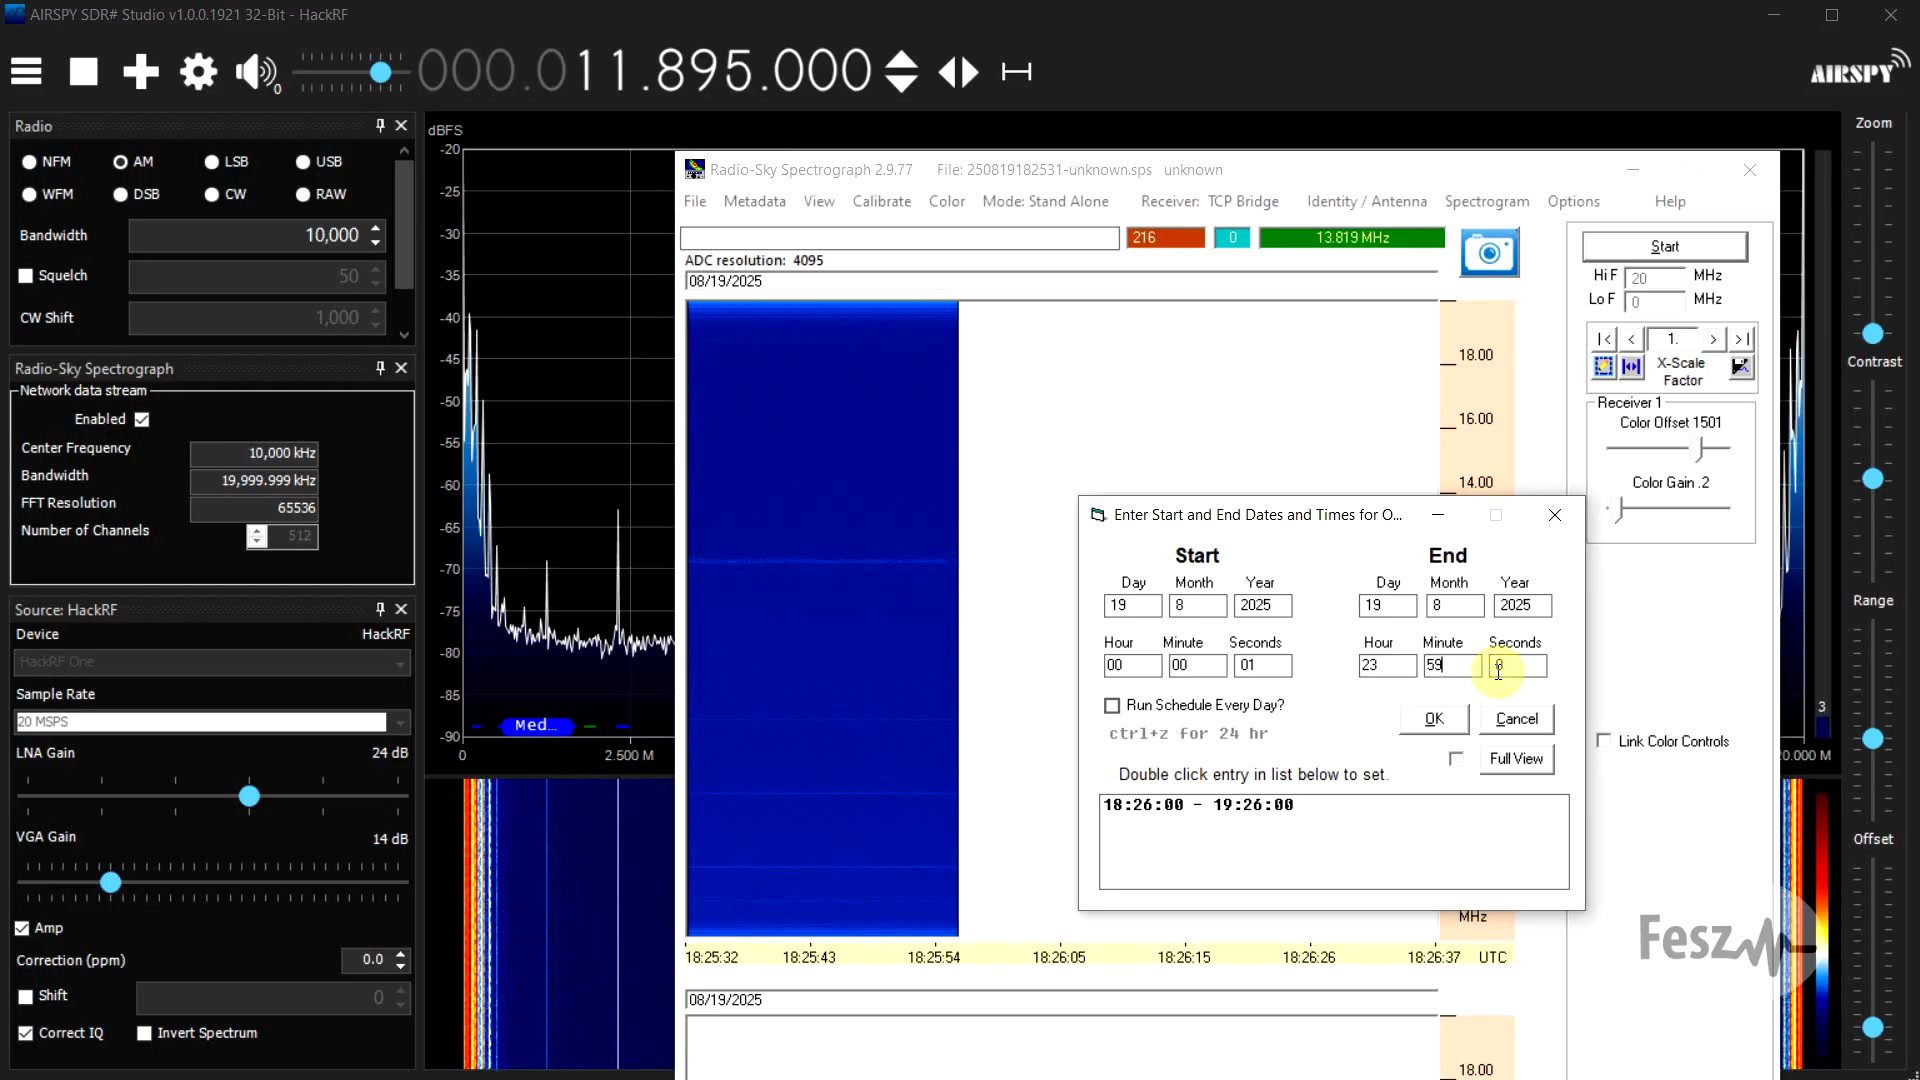 AIRSPY SDR# Studio v1.0.0.1921 32-Bit - HackRF
0
000.011.895.000
AIRSPY
Radio
NFM AM LSB USB
WFM DSB CW RAW
Bandwidth 10,000
Squelch 50
CW Shift 1,000
Radio-Sky Spectrograph
Network data stream
Enabled
Center Frequency 10,000 kHz
Bandwidth 19,999.999 kHz
FFT Resolution 65536
Number of Channels 512
Source: HackRF
Device HackRF
HackRF One
Sample Rate
20 MSPS
LNA Gain 24 dB
VGA Gain 14 dB
Amp
Correction (ppm) 0.0
Shift 0
Correct IQ Invert Spectrum
dBFS
-20
-25
-30
-35
-40
-45
-50
-55
-60
-65
-70
-75
-80
-85
-90
Med...
0 2.500 M
20.000 M
3
Radio-Sky Spectrograph 2.9.77 File: 250819182531-unknown.sps unknown
File Metadata View Calibrate Color Mode: Stand Alone Receiver: TCP Bridge Identity / Antenna Spectrogram Options Help
216 0 13.819 MHz
ADC resolution: 4095
08/19/2025
18.00
16.00
14.00
MHz
18:25:32 18:25:43 18:25:54 18:26:05 18:26:15 18:26:26 18:26:37 UTC
08/19/2025
18.00
Start
Hi F 20 MHz
Lo F 0 MHz
1.
X-Scale
Factor
Receiver 1
Color Offset 1501
Color Gain .2
Link Color Controls
Enter Start and End Dates and Times for O...
Start End
Day Month Year Day Month Year
19 8 2025 19 8 2025
Hour Minute Seconds Hour Minute Seconds
00 00 01 23 59 0
Run Schedule Every Day?
OK Cancel
ctrl+z for 24 hr
Full View
Double click entry in list below to set.
18:26:00 - 19:26:00
Zoom
Contrast
Range
Offset
Fesz